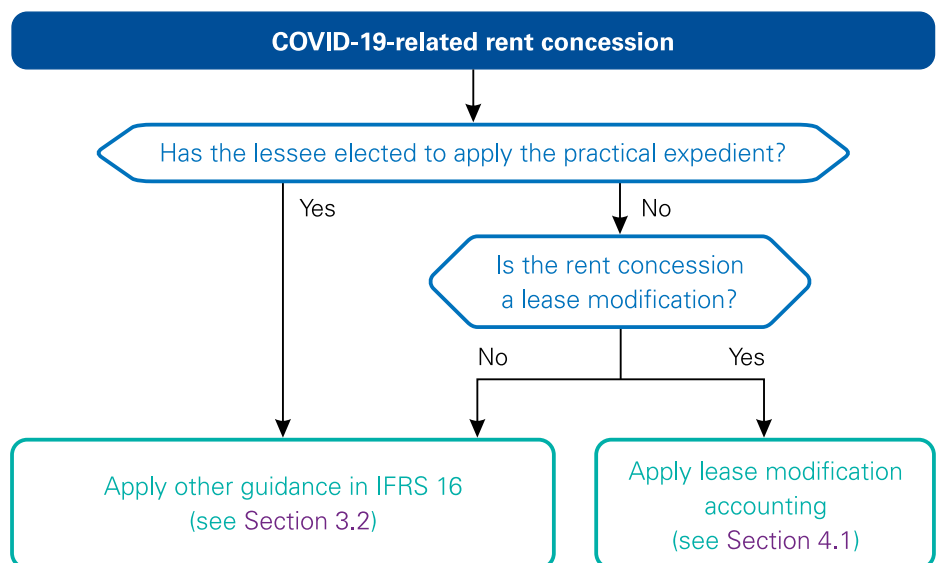 COVID-19-related rent concession
Has the lessee elected to apply the practical expedient?
Yes
No
Is the rent concession
a lease modification?
No
Yes
Apply other guidance in IFRS 16
(see Section 3.2)
Apply lease modification
accounting
(see Section 4.1)